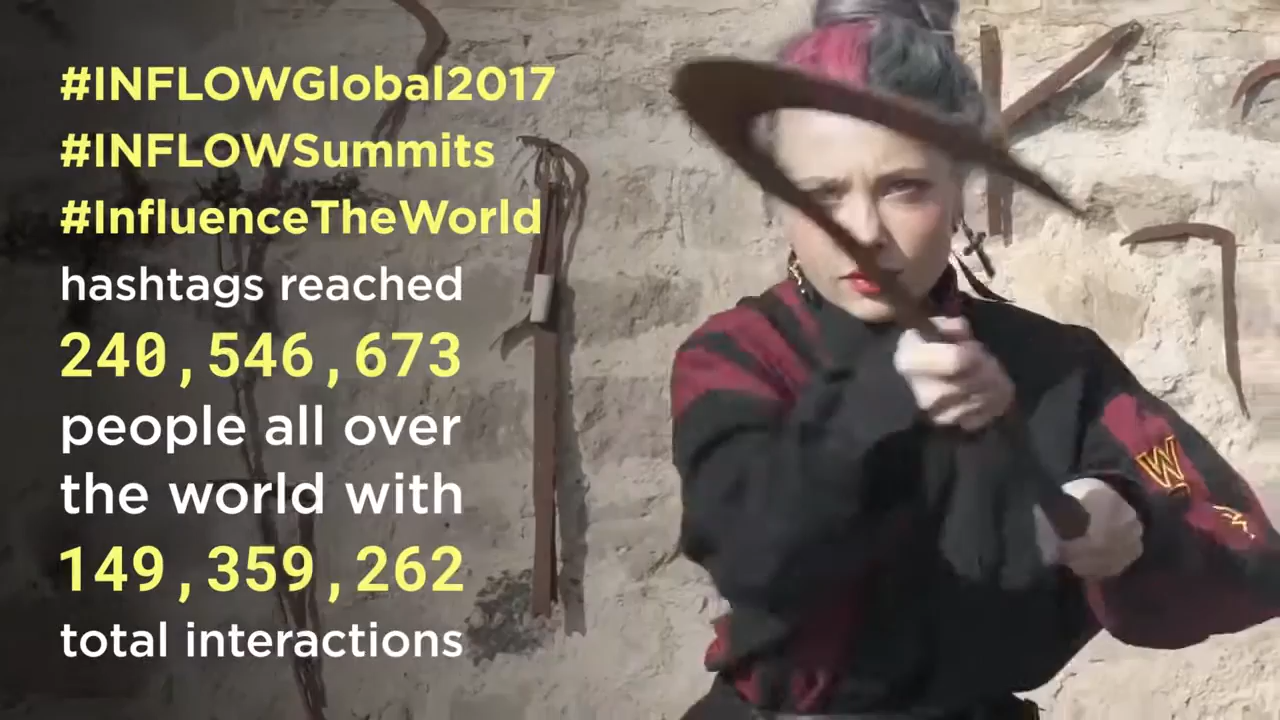 #INFLOWGlobal2017
#INFLOWSummits
#InfluenceTheWorld
hashtags reached
240,546,673
people all over
the world with
149,359,262
total interactions
W